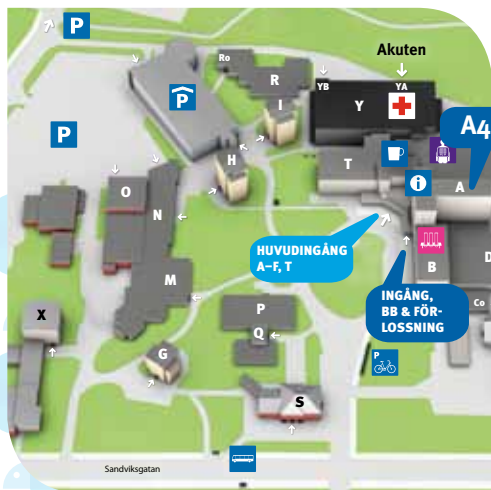 P
Akuten
Ro
R
YB
YA
P
I
Y
A4
P
H
T
i
A
O
N
HUVUDINGÅNG
A–F, T
B
D
M
INGÅNG,
BB & FÖR-
LOSSNING
Co
X
P
Q
G
P
S
Sandviksgatan